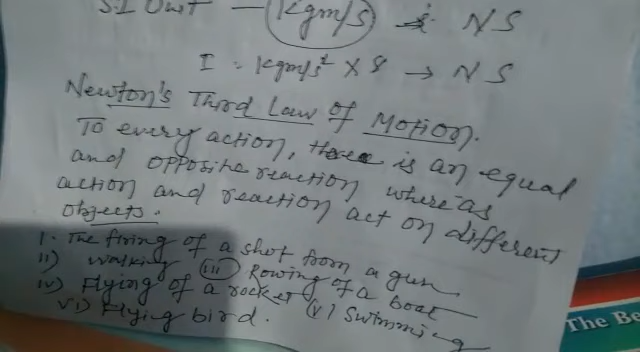 S.I Unit - Kgm/s & NS
I : Kgm/s² X S → NS
Newton's Third Law of Motion.
To every action, there is an equal
and opposite reaction whereas
action and reaction act on different
objects.
1. The firing of a shot from a gun
ii) walking (iii) Rowing of a boat
iv) Flying of a rocket (v) Swimming
vi) Flying bird.
The Be